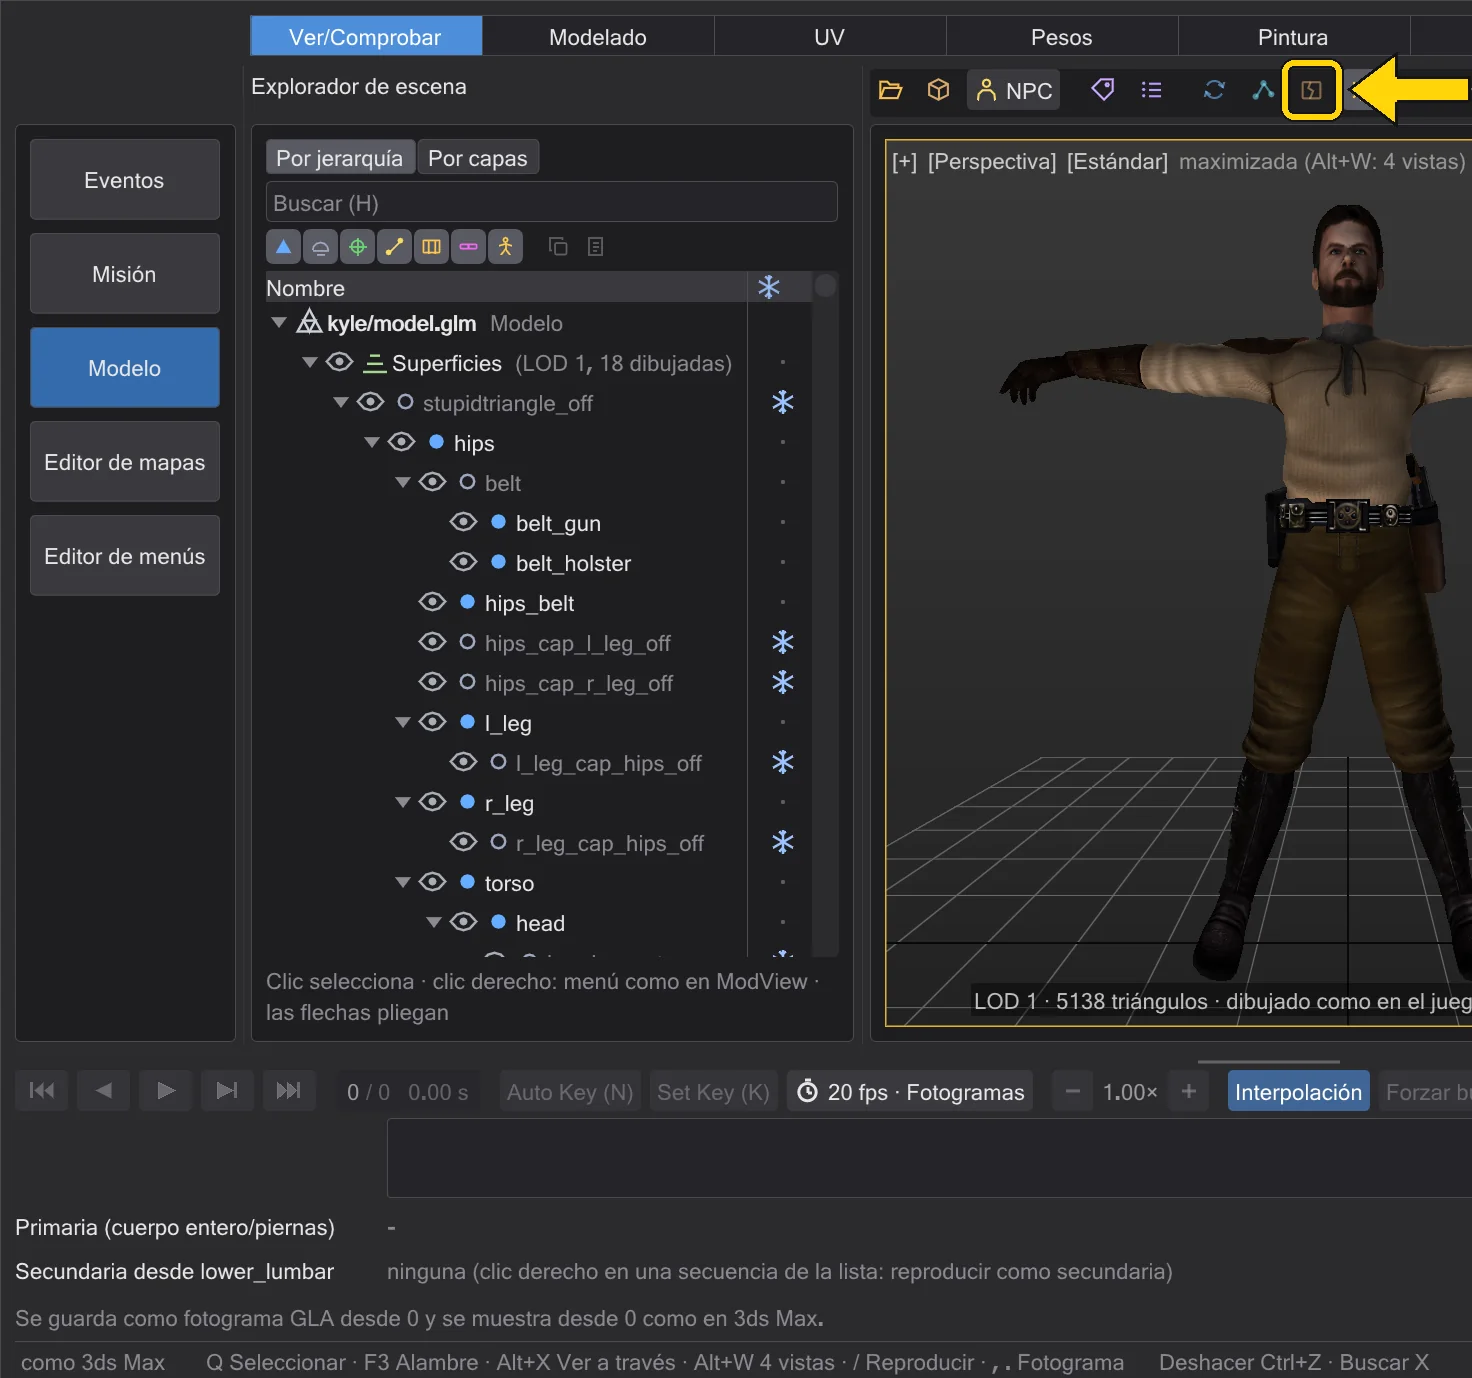 Ver/Comprobar
Modelado
UV
Pesos
Pintura
Explorador de escena
NPC
Eventos
Misión
Modelo
Editor de mapas
Editor de menús
Por jerarquía
Por capas
Buscar (H)
Nombre
kyle/model.glm Modelo
Superficies (LOD 1, 18 dibujadas)
stupidtriangle_off
hips
belt
belt_gun
belt_holster
hips_belt
hips_cap_l_leg_off
hips_cap_r_leg_off
l_leg
l_leg_cap_hips_off
r_leg
r_leg_cap_hips_off
torso
head
Clic selecciona · clic derecho: menú como en ModView ·
las flechas pliegan
[+] [Perspectiva] [Estándar] maximizada (Alt+W: 4 vistas)
LOD 1 · 5138 triángulos · dibujado como en el jueg
0 / 0 0.00 s
Auto Key (N)
Set Key (K)
20 fps · Fotogramas
− 1.00× +
Interpolación
Forzar bu
Primaria (cuerpo entero/piernas) -
Secundaria desde lower_lumbar ninguna (clic derecho en una secuencia de la lista: reproducir como secundaria)
Se guarda como fotograma GLA desde 0 y se muestra desde 0 como en 3ds Max.
como 3ds Max Q Seleccionar · F3 Alambre · Alt+X Ver a través · Alt+W 4 vistas · / Reproducir · , . Fotograma Deshacer Ctrl+Z · Buscar X